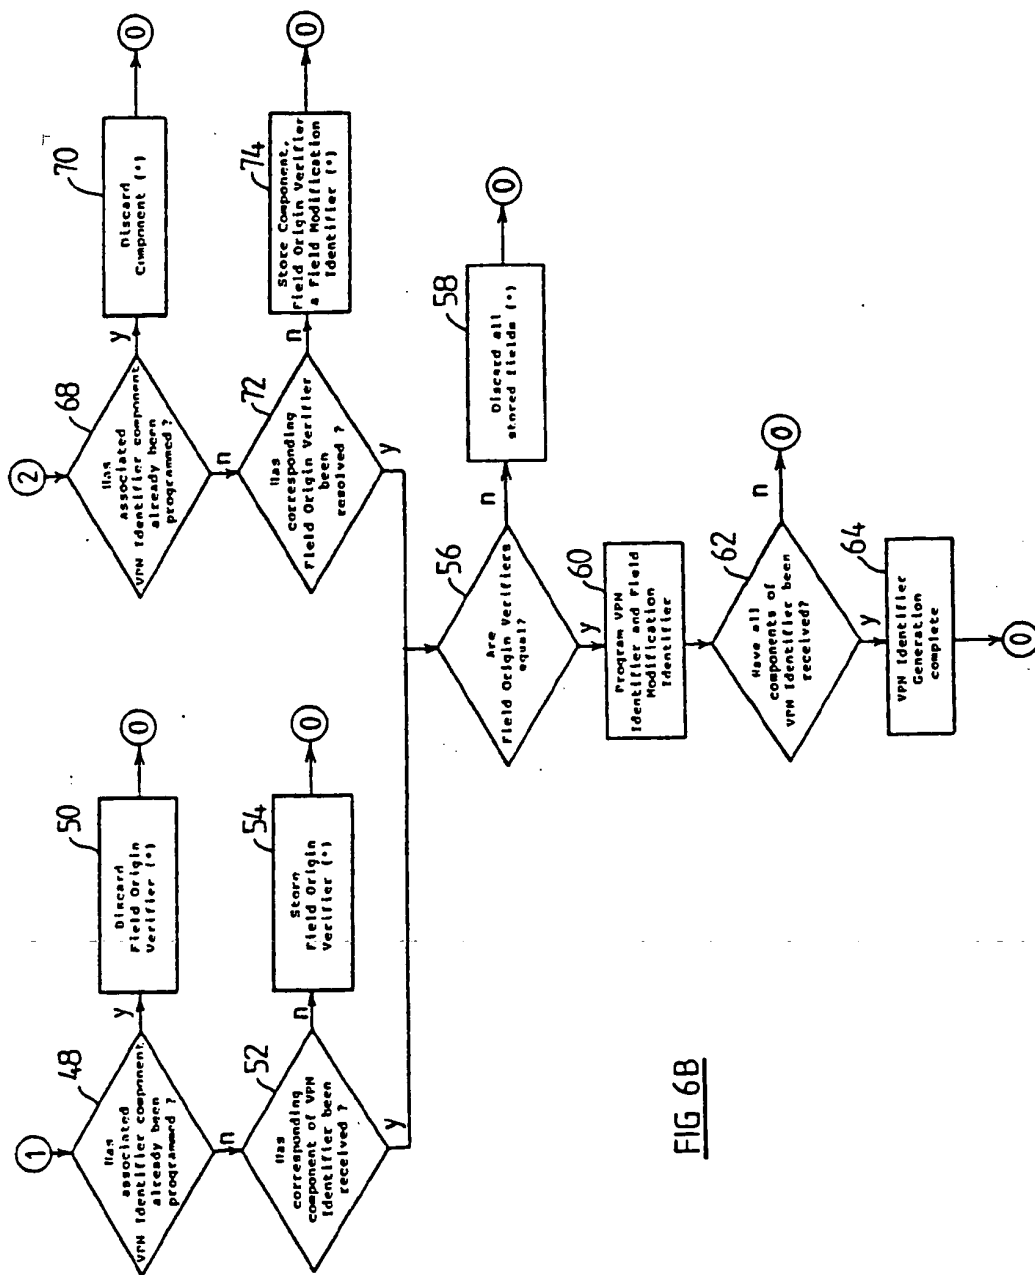 1
48
Has
associated
VPN Identifier component
already been
programmed ?
y
50
Discard
Field Origin
Verifier (*)
0
n
52
Has
corresponding
component of VPN
Identifier been
received ?
n
54
Store
Field Origin
Verifier (*)
0
y
2
68
Has
associated
VPN Identifier component
already been
programmed ?
y
70
Discard
Component (*)
0
n
72
Has
corresponding
Field Origin Verifier
been
resolved ?
n
74
Store Component,
Field Origin Verifier
a Field Modification
Identifier (*)
0
y
56
Are
Field Origin Verifiers
equal?
n
58
Discard all
stored fields (*)
0
y
60
Program VPN
Identifier and Field
Modification
Identifier
62
Have all
components of
VPN Identifier been
received?
n
0
y
64
VPN Identifier
Generation
complete
0
FIG 6B